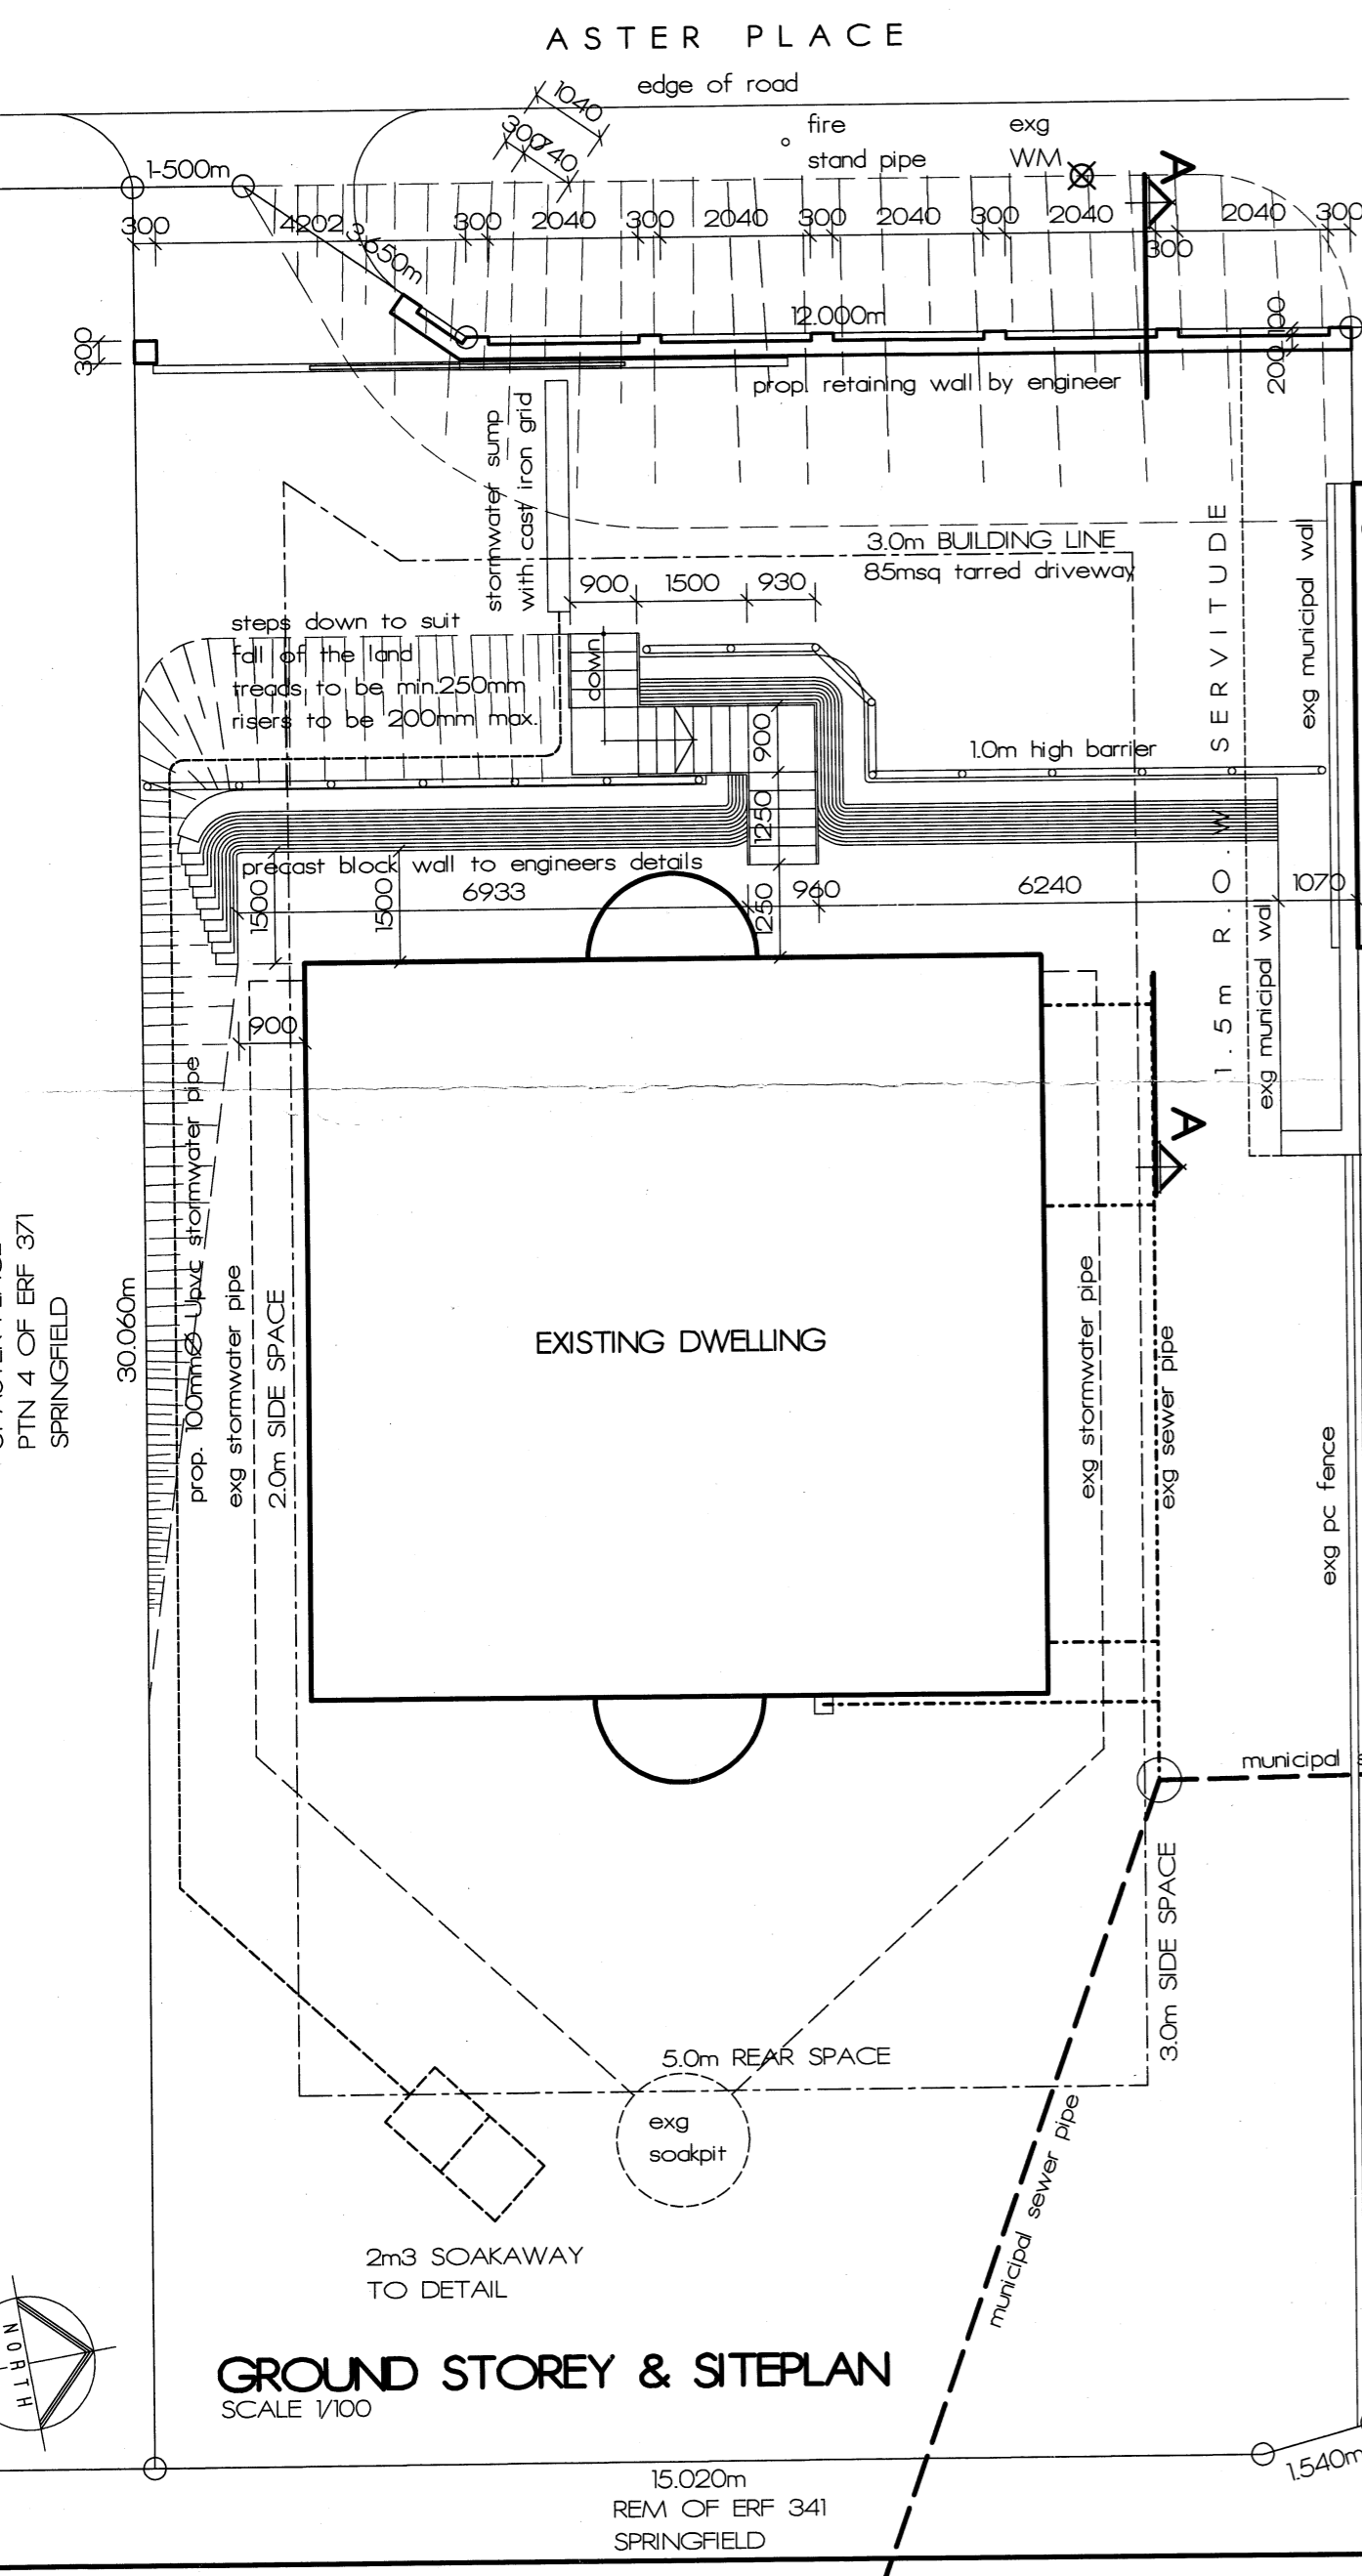 ASTER PLACE
edge of road
1040
300
740
fire
stand pipe
exg
WM
A
1-500m
300
4202
300
2040
300
2040
300
2040
300
2040
300
2040
300
3.650m
12.000m
300
100
200
prop. retaining wall by engineer
stormwater sump
with cast iron grid
3.0m BUILDING LINE
85msq tarred driveway
900
1500
930
steps down to suit
fall of the land
treads to be min.250mm
risers to be 200mm max.
down
900
1.0m high barrier
1250
exg municipal wall
1.5m R.O.W. SERVITUDE
precast block wall to engineers details
1500
1500
6933
1250
960
6240
1070
exg municipal wall
900
A
prop. 100mmØ Upvc stormwater pipe
exg stormwater pipe
2.0m SIDE SPACE
30.060m
PTN 4 OF ERF 371
SPRINGFIELD
EXISTING DWELLING
exg stormwater pipe
exg sewer pipe
exg pc fence
municipal
3.0m SIDE SPACE
5.0m REAR SPACE
exg
soakpit
municipal sewer pipe
2m3 SOAKAWAY
TO DETAIL
NORTH
GROUND STOREY & SITEPLAN
SCALE 1/100
15.020m
1.540m
REM OF ERF 341
SPRINGFIELD